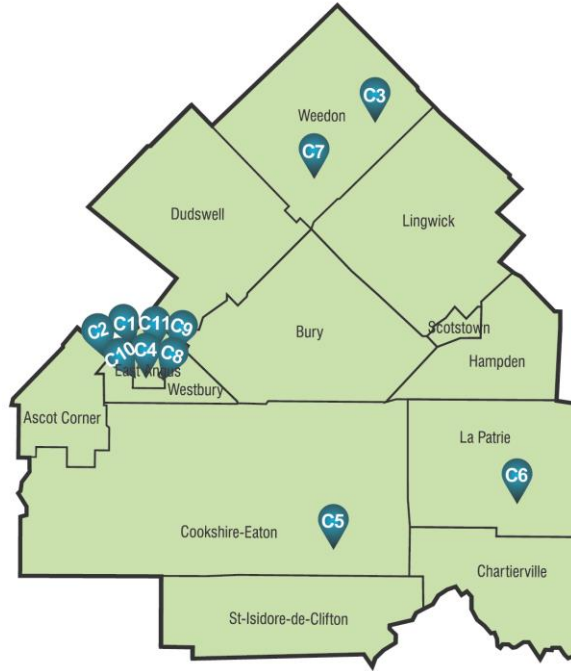 C3
Weedon
C7
Dudswell
Lingwick
C1
C11
C9
C2
Bury
Scotstown
C10
C4
C8
East Angus
Hampden
Westbury
Ascot Corner
La Patrie
C6
C5
Cookshire-Eaton
Chartierville
St-Isidore-de-Clifton